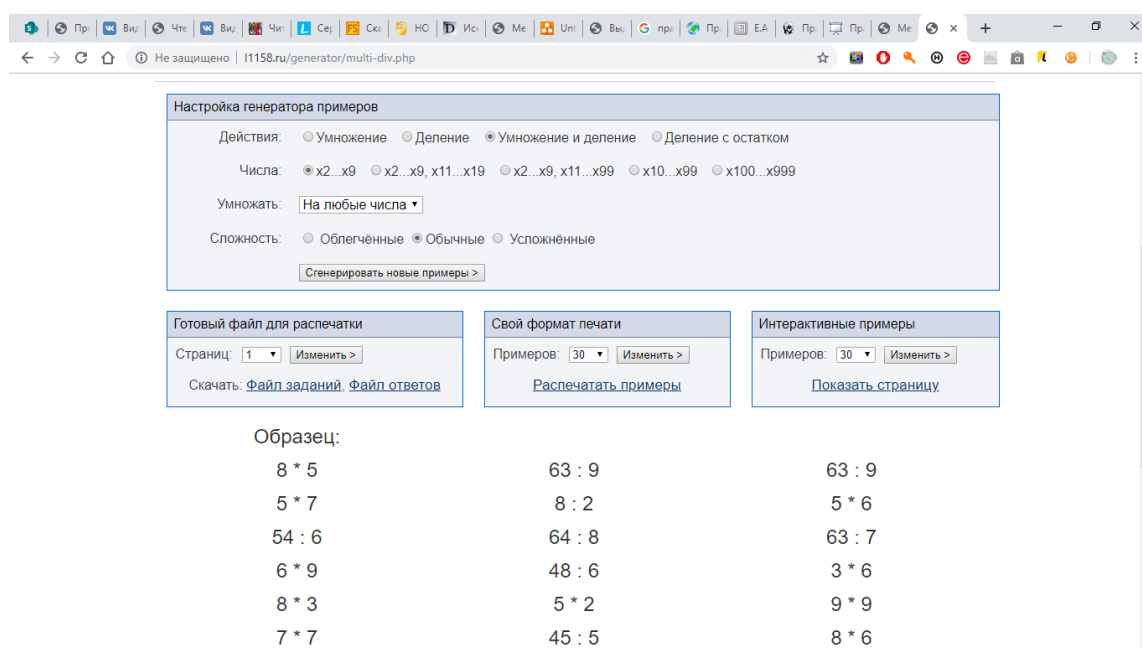 Не защищено | l1158.ru/generator/multi-div.php
Настройка генератора примеров
Действия: Умножение Деление Умножение и деление Деление с остатком
Числа: x2...x9 x2...x9, x11...x19 x2...x9, x11...x99 x10...x99 x100...x999
Умножать: На любые числа
Сложность: Облегчённые Обычные Усложнённые
Сгенерировать новые примеры >
Готовый файл для распечатки
Страниц: 1 Изменить >
Скачать: Файл заданий, Файл ответов
Свой формат печати
Примеров: 30 Изменить >
Распечатать примеры
Интерактивные примеры
Примеров: 30 Изменить >
Показать страницу
Образец:
8 * 5 63 : 9 63 : 9
5 * 7 8 : 2 5 * 6
54 : 6 64 : 8 63 : 7
6 * 9 48 : 6 3 * 6
8 * 3 5 * 2 9 * 9
7 * 7 45 : 5 8 * 6